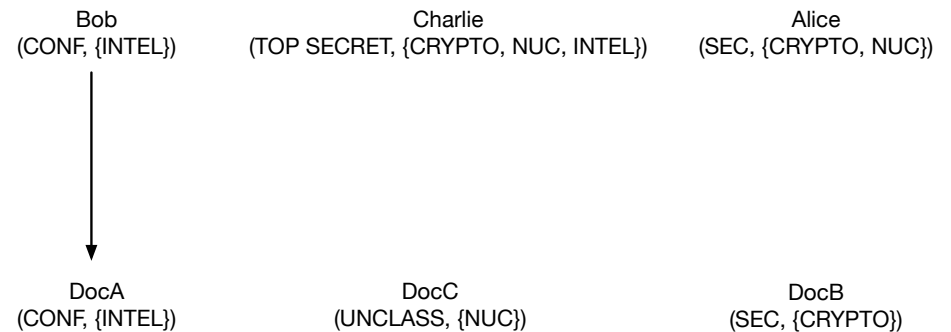 Bob
(CONF, {INTEL})
Charlie
(TOP SECRET, {CRYPTO, NUC, INTEL})
Alice
(SEC, {CRYPTO, NUC})
DocA
(CONF, {INTEL})
DocC
(UNCLASS, {NUC})
DocB
(SEC, {CRYPTO})